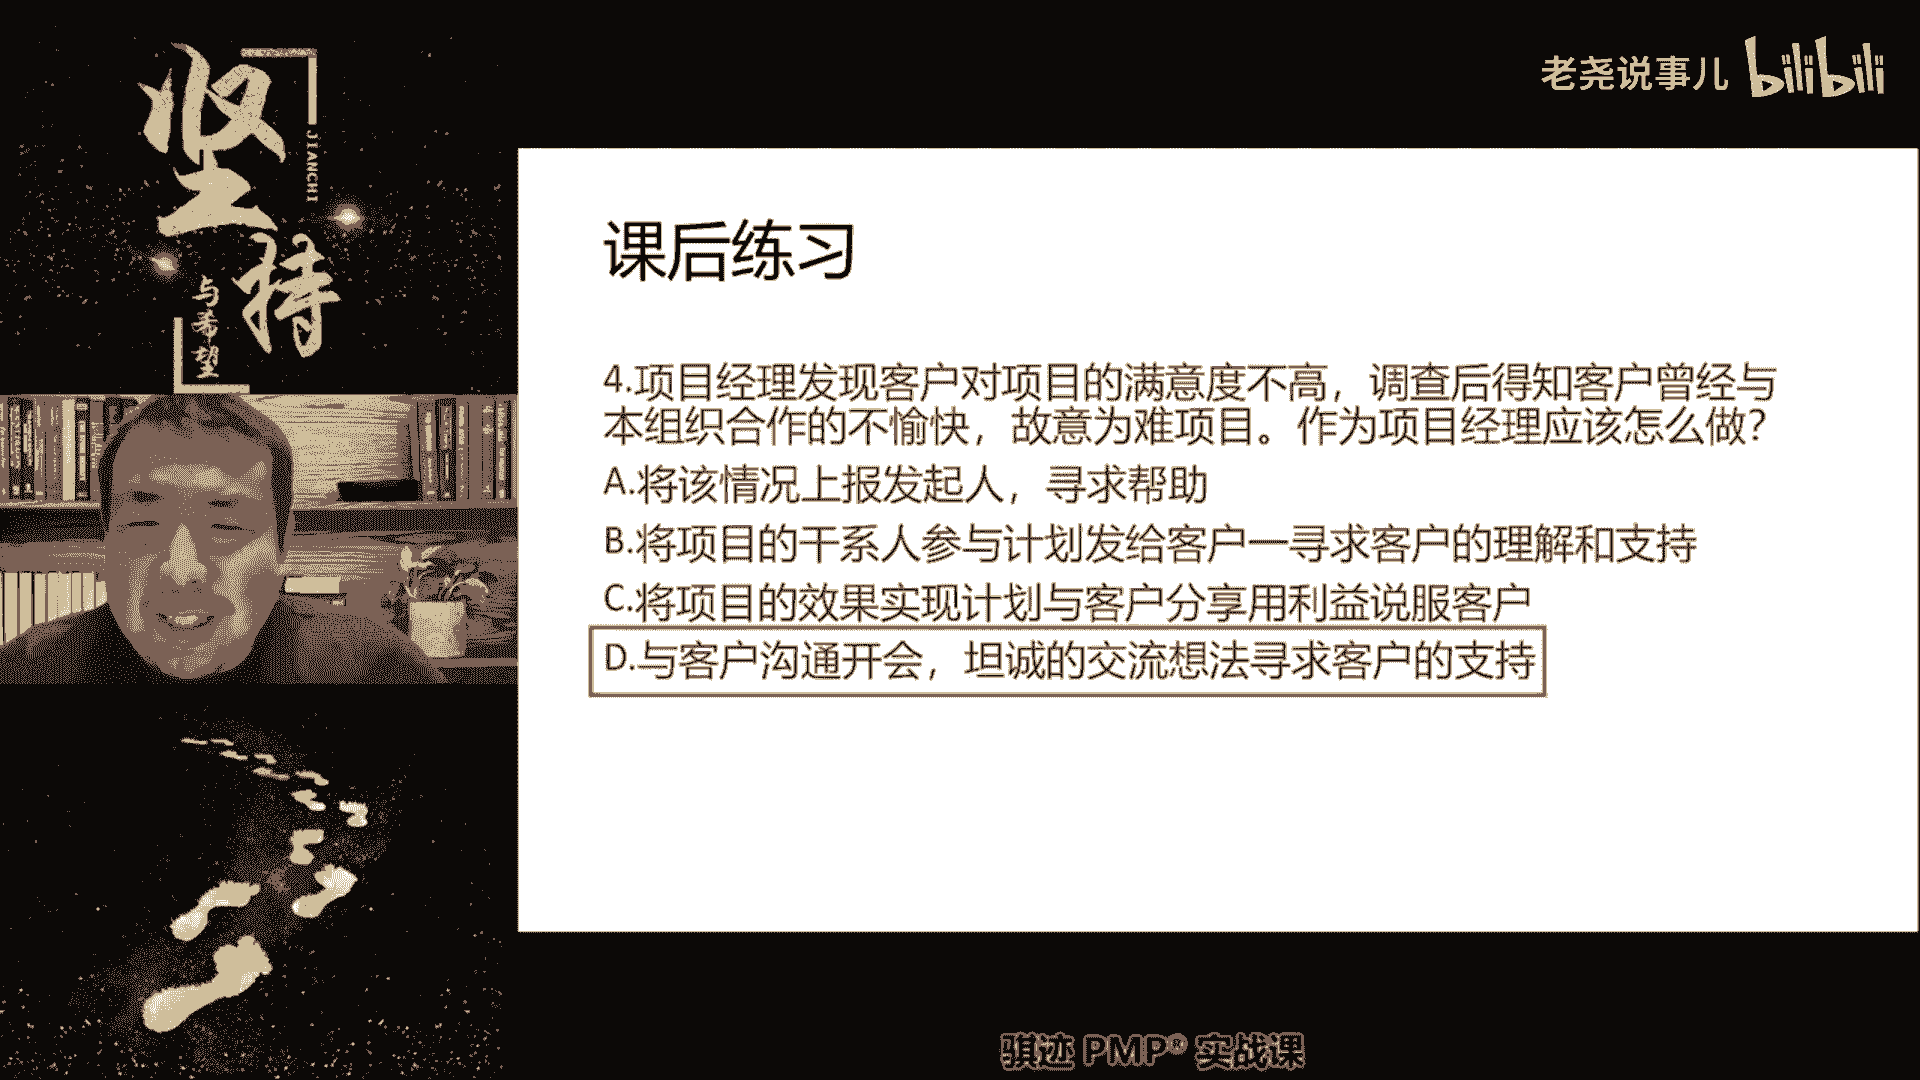 坚持
JIANCHI
与希望
老尧说事儿 bilibili
课后练习
4.项目经理发现客户对项目的满意度不高，调查后得知客户曾经与
本组织合作的不愉快，故意为难项目。作为项目经理应该怎么做？
A.将该情况上报发起人，寻求帮助
B.将项目的干系人参与计划发给客户一寻求客户的理解和支持
C.将项目的效果实现计划与客户分享用利益说服客户
D.与客户沟通开会，坦诚的交流想法寻求客户的支持
骐迹 PMP® 实战课